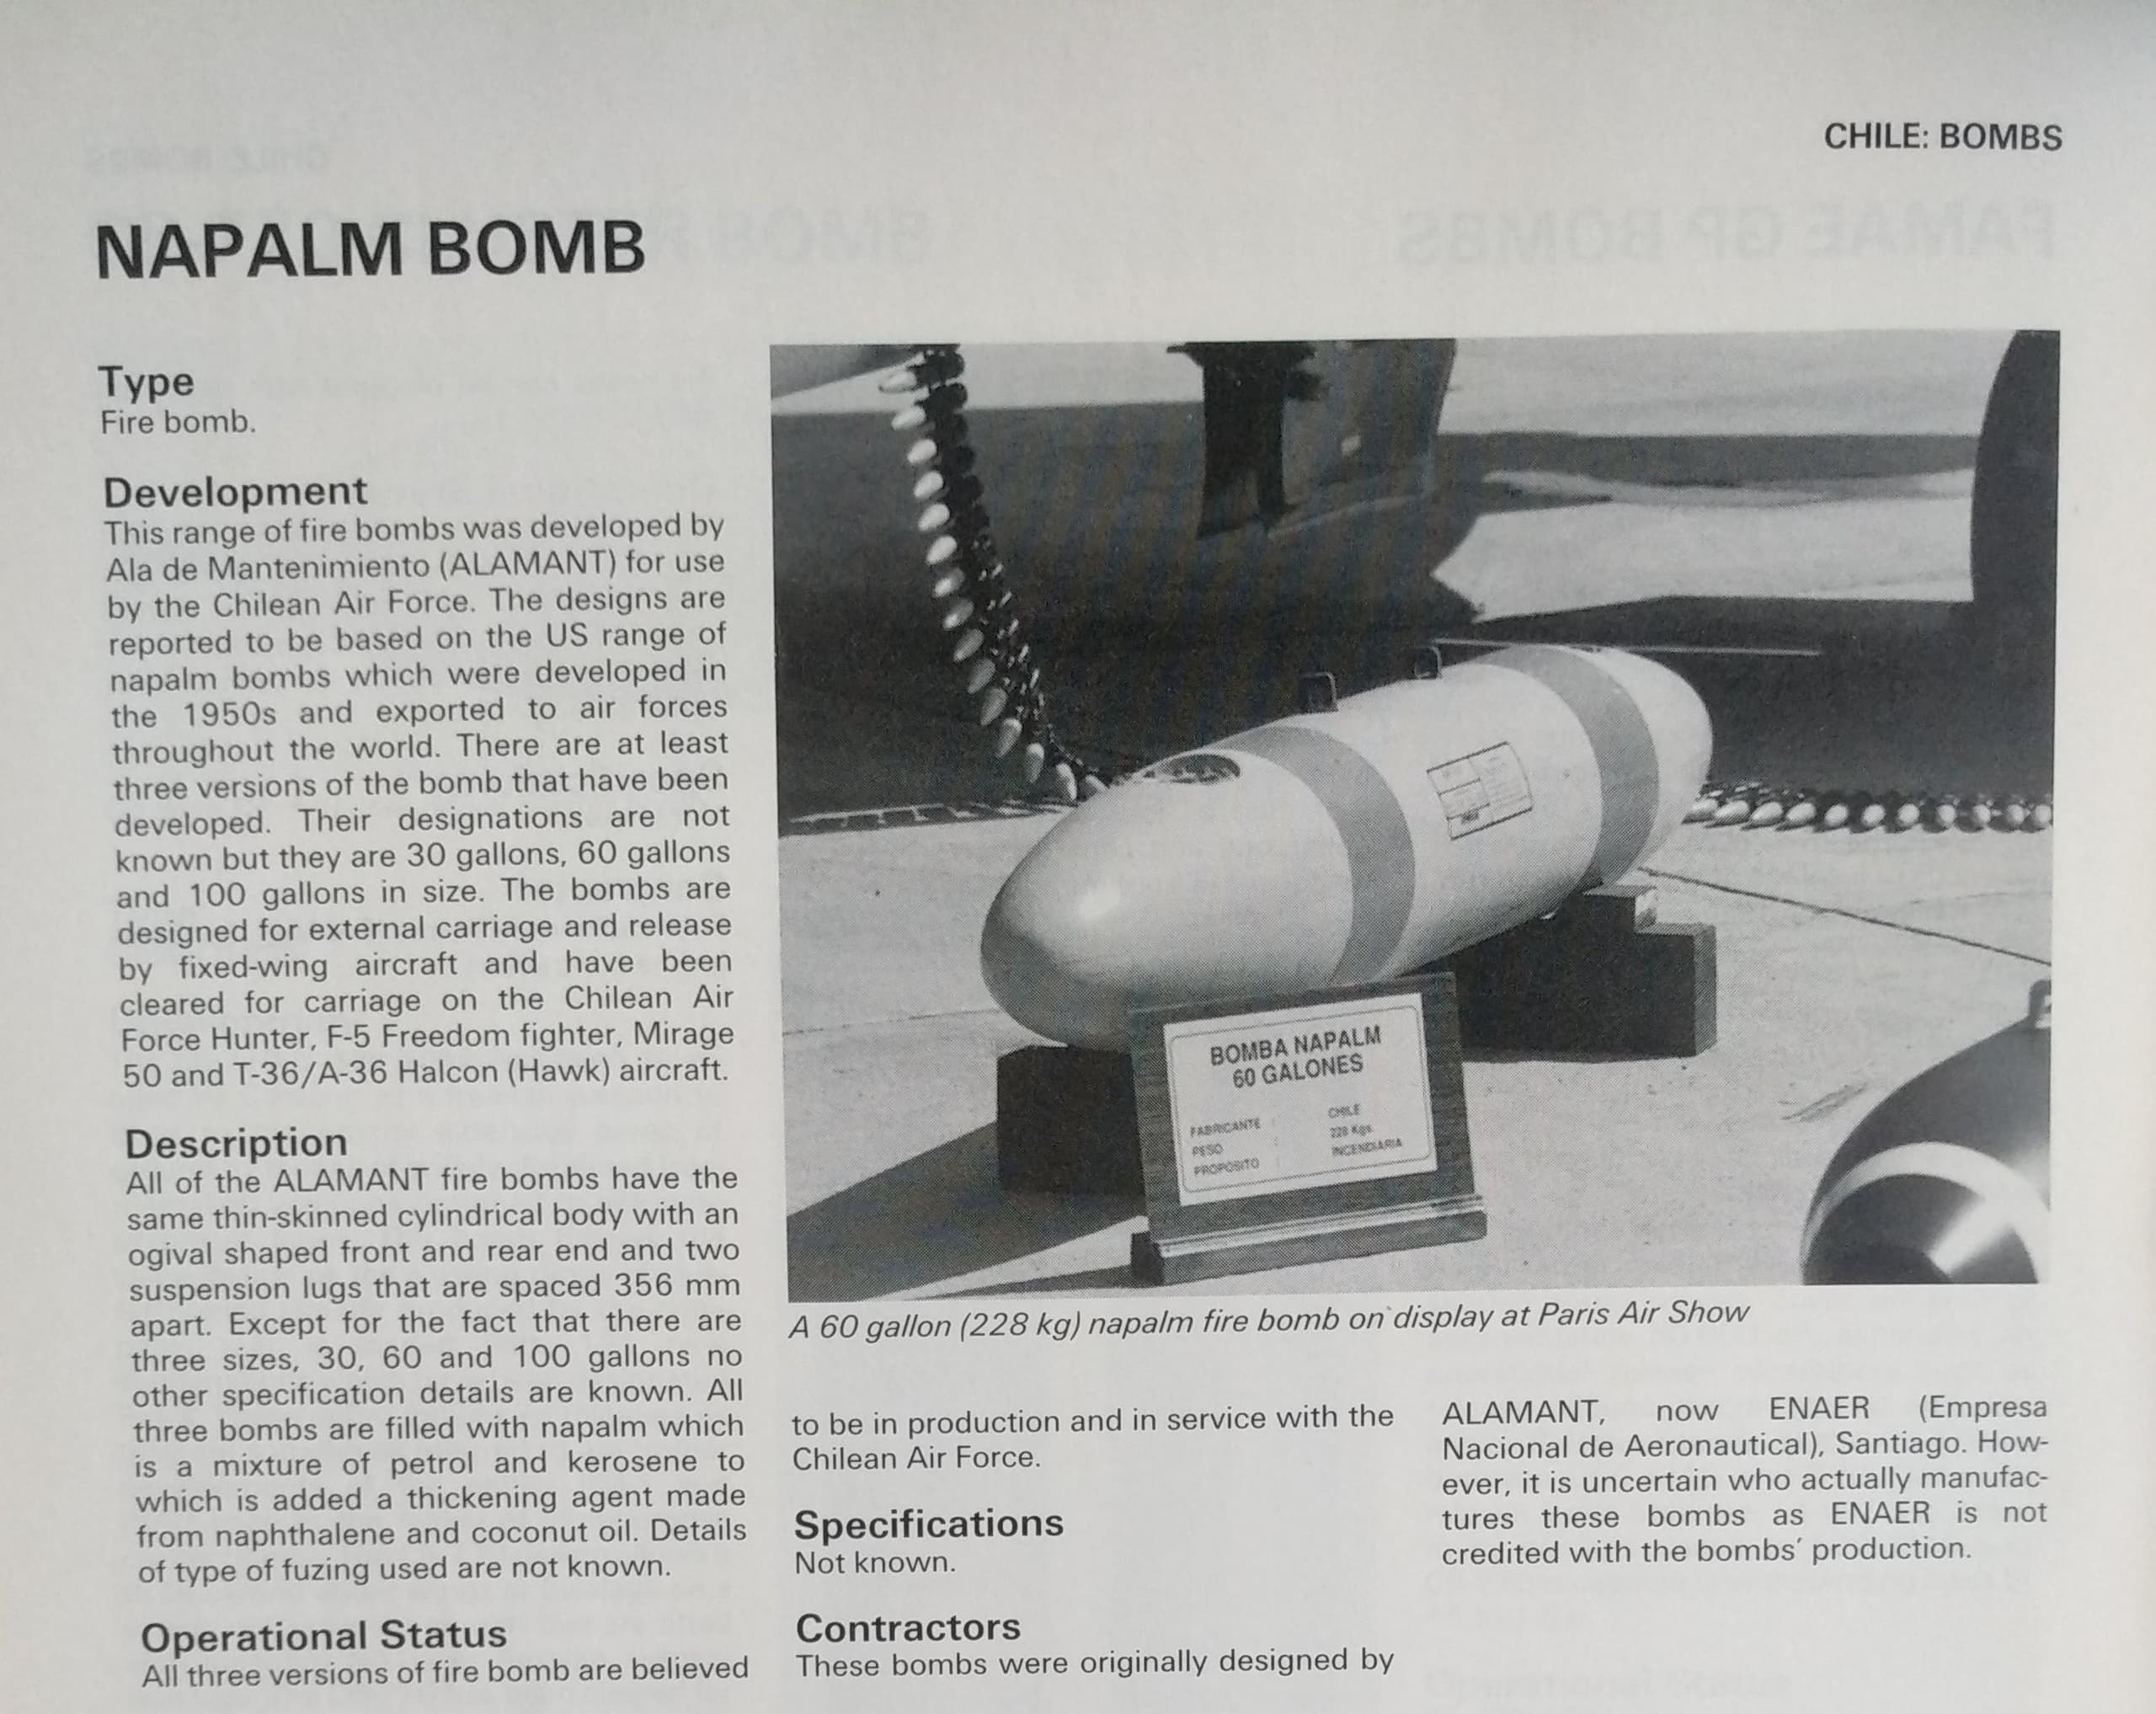 CHILE: BOMBS
NAPALM BOMB
Type
Fire bomb.
Development
This range of fire bombs was developed by
Ala de Mantenimiento (ALAMANT) for use
by the Chilean Air Force. The designs are
reported to be based on the US range of
napalm bombs which were developed in
the 1950s and exported to air forces
throughout the world. There are at least
three versions of the bomb that have been
developed. Their designations are not
known but they are 30 gallons, 60 gallons
and 100 gallons in size. The bombs are
designed for external carriage and release
by fixed-wing aircraft and have been
cleared for carriage on the Chilean Air
Force Hunter, F-5 Freedom fighter, Mirage
50 and T-36/A-36 Halcon (Hawk) aircraft.
Description
All of the ALAMANT fire bombs have the
same thin-skinned cylindrical body with an
ogival shaped front and rear end and two
suspension lugs that are spaced 356 mm
apart. Except for the fact that there are
three sizes, 30, 60 and 100 gallons no
other specification details are known. All
three bombs are filled with napalm which
is a mixture of petrol and kerosene to
which is added a thickening agent made
from naphthalene and coconut oil. Details
of type of fuzing used are not known.
Operational Status
All three versions of fire bomb are believed
BOMBA NAPALM
60 GALONES
FABRICANTE : CHILE
PESO : 228 Kgs.
PROPOSITO : INCENDIARIA
A 60 gallon (228 kg) napalm fire bomb on display at Paris Air Show
to be in production and in service with the
Chilean Air Force.
Specifications
Not known.
Contractors
These bombs were originally designed by
ALAMANT, now ENAER (Empresa
Nacional de Aeronautical), Santiago. How-
ever, it is uncertain who actually manufac-
tures these bombs as ENAER is not
credited with the bombs' production.